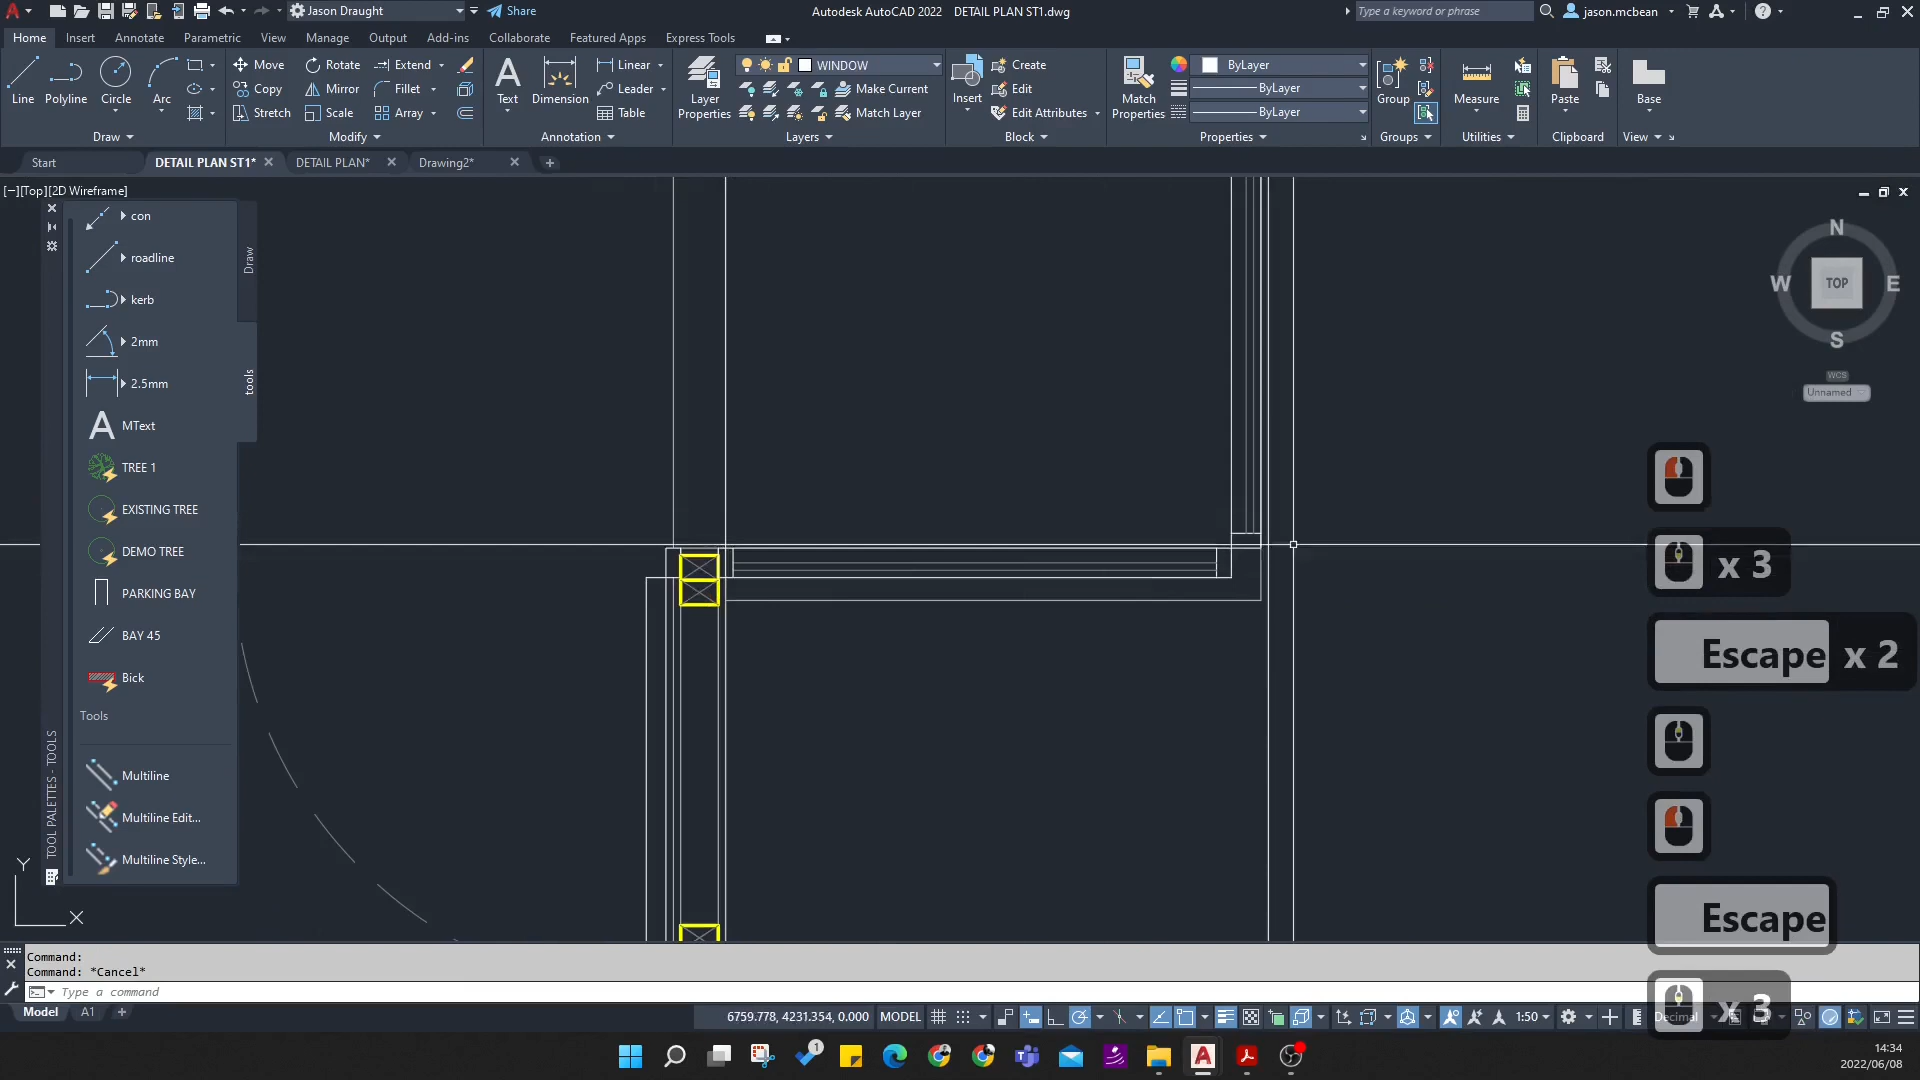 Jason Draught
Share
Autodesk AutoCAD 2022 DETAIL PLAN ST1.dwg
Type a keyword or phrase
jason.mcbean
Home Insert Annotate Parametric View Manage Output Add-ins Collaborate Featured Apps Express Tools
Line Polyline Circle Arc
Move Rotate Extend
Copy Mirror Fillet
Stretch Scale Array
Text Dimension
Linear
Leader
Table
Layer Properties
WINDOW
Make Current
Match Layer
Insert
Create
Edit
Edit Attributes
Match Properties
ByLayer
ByLayer
ByLayer
Group
Measure
Paste
Base
Draw Modify Annotation Layers Block Properties Groups Utilities Clipboard View
Start DETAIL PLAN ST1* DETAIL PLAN* Drawing2*
[−][Top][2D Wireframe]
con
roadline
kerb
2mm
2.5mm
MText
TREE 1
EXISTING TREE
DEMO TREE
PARKING BAY
BAY 45
Bick
Tools
Multiline
Multiline Edit...
Multiline Style...
Draw
tools
TOOL PALETTES - TOOLS
N
W TOP E
S
WCS
Unnamed
x 3
Escape x 2
Escape
x 3
Y
X
Command:
Command: *Cancel*
Type a command
Model A1
6759.778, 4231.354, 0.000 MODEL
1:50
Decimal
1
14:34
2022/06/08